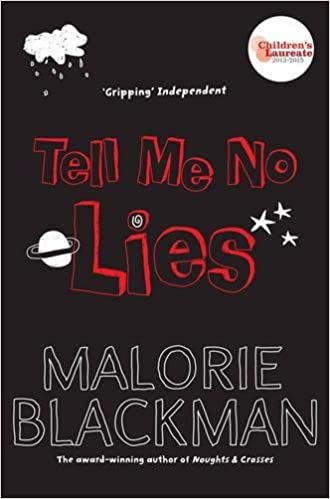 Children's
Laureate
2013-2015
'Gripping' Independent
Tell Me No
Lies
MALORIE
BLACKMAN
The award-winning author of Noughts & Crosses